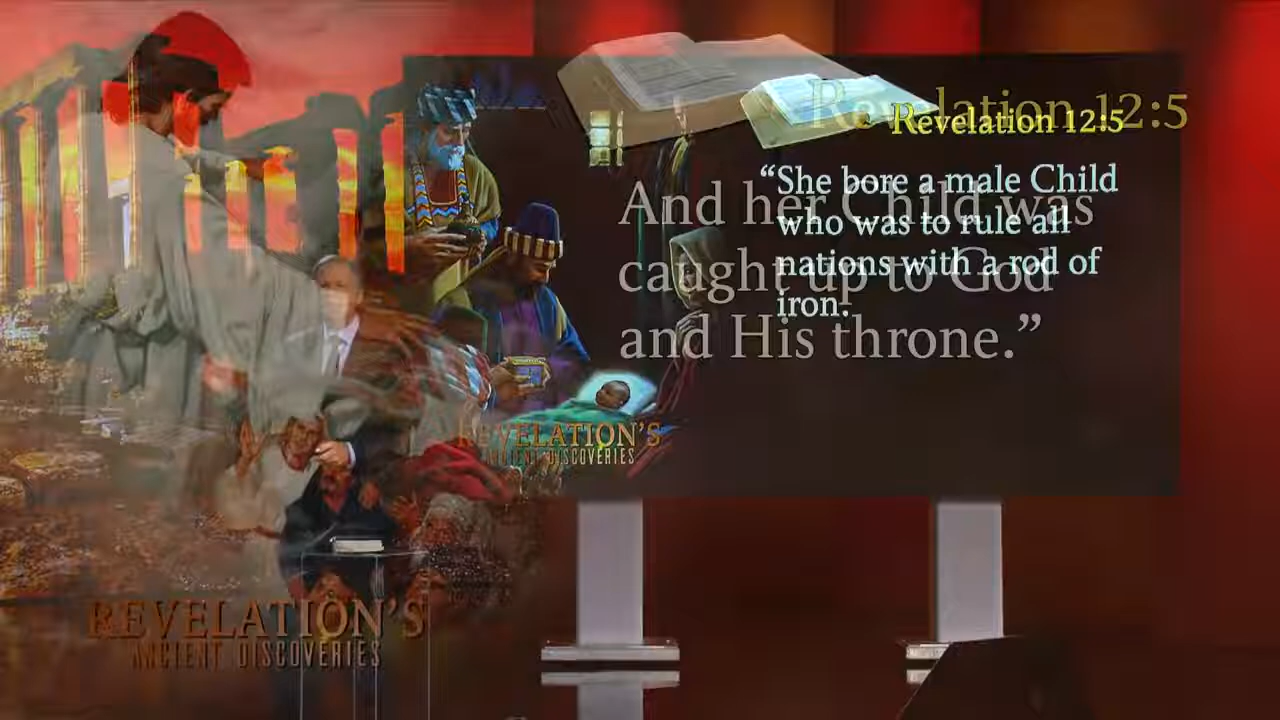 Revelation 12:5
Revelation 12:5
“She bore a male Child
who was to rule all
nations with a rod of
iron.
And her Child was
caught up to God
and His throne.”
REVELATION’S
ANCIENT DISCOVERIES
REVELATION’S
ANCIENT DISCOVERIES